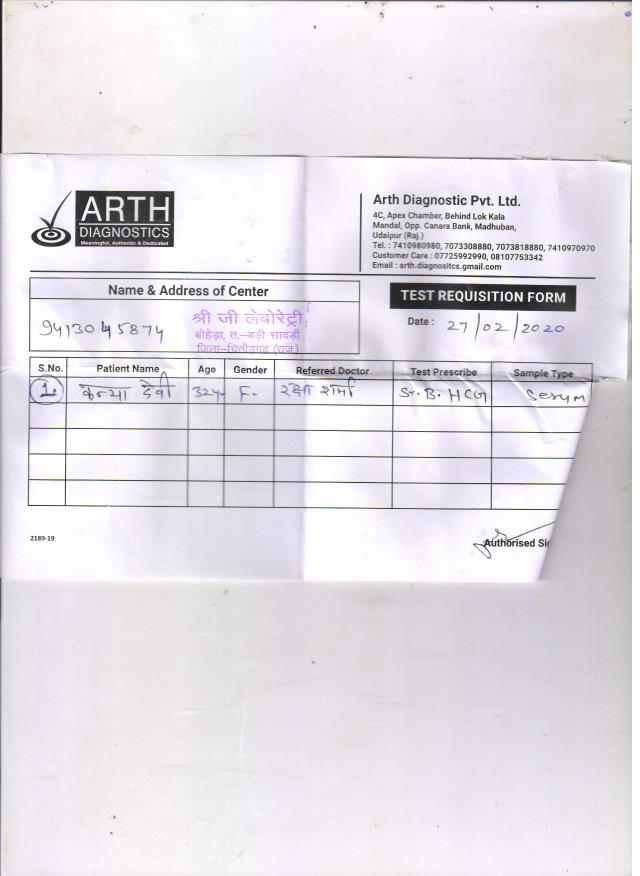 ARTH
DIAGNOSTICS
Meaningful, Authentic & Dedicated
Arth Diagnostic Pvt. Ltd.
4C, Apex Chamber, Behind Lok Kala
Mandal, Opp. Canara Bank, Madhuban,
Udaipur (Raj.)
Tel. : 7410980980, 7073308880, 7073818880, 7410970970
Customer Care : 07725992990, 08107753342
Email : arth.diagnositcs.gmail.com
Name & Address of Center
9413045874
श्री जी लेबोरेट्री
बोहेड़ा, त.-बड़ी सादड़ी
जिला-चित्तौड़गढ़ (राज.)
TEST REQUISITION FORM
Date : 27/02/2020
S.No. Patient Name Age Gender Referred Doctor Test Prescribe Sample Type
1. कन्या देवी 32y. F. रक्षा शर्मा Sr. B. HCG Serum
2189-19
Authorised Si